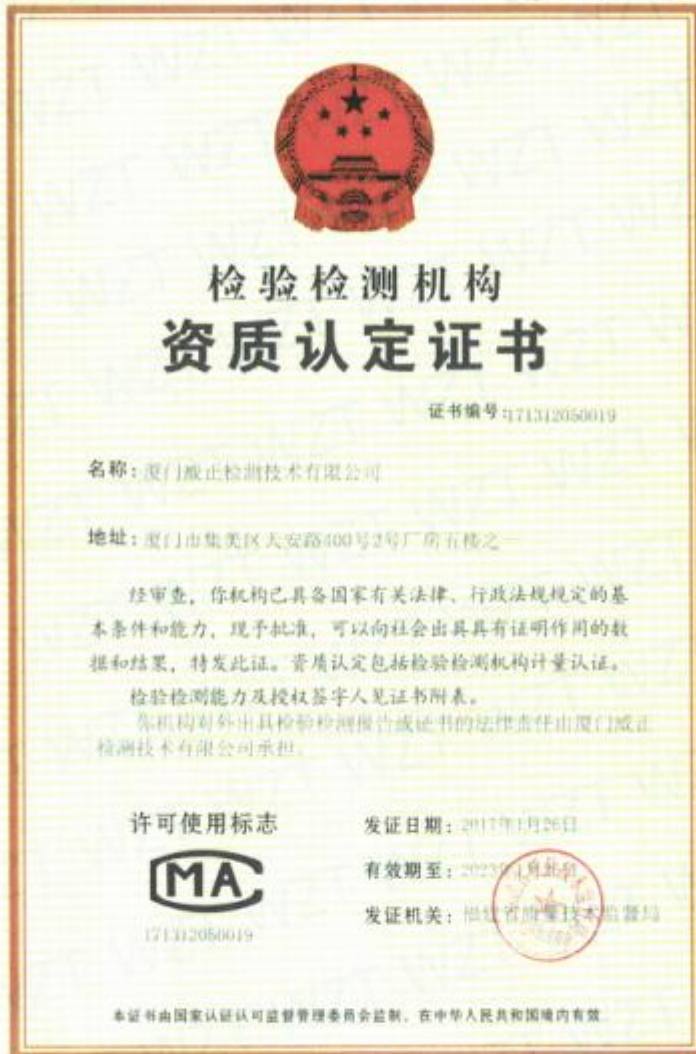 检验检测机构
资质认定证书
证书编号:171312050019
名称:厦门威正检测技术有限公司
地址:厦门市集美区天安路400号2号厂房五楼之一
经审查,你机构已具备国家有关法律、行政法规规定的基
本条件和能力,现予批准,可以向社会出具具有证明作用的数
据和结果,特发此证。资质认定包括检验检测机构计量认证。
检验检测能力及授权签字人见证书附表。
你机构对外出具检验检测报告或证书的法律责任由厦门威正
检测技术有限公司承担。
许可使用标志
MA
171312050019
发证日期:2017年1月26日
有效期至:2023年1月
发证机关:福建省质量技术监督局
本证书由国家认证认可监督管理委员会监制,在中华人民共和国境内有效。
WZT WZT WZT